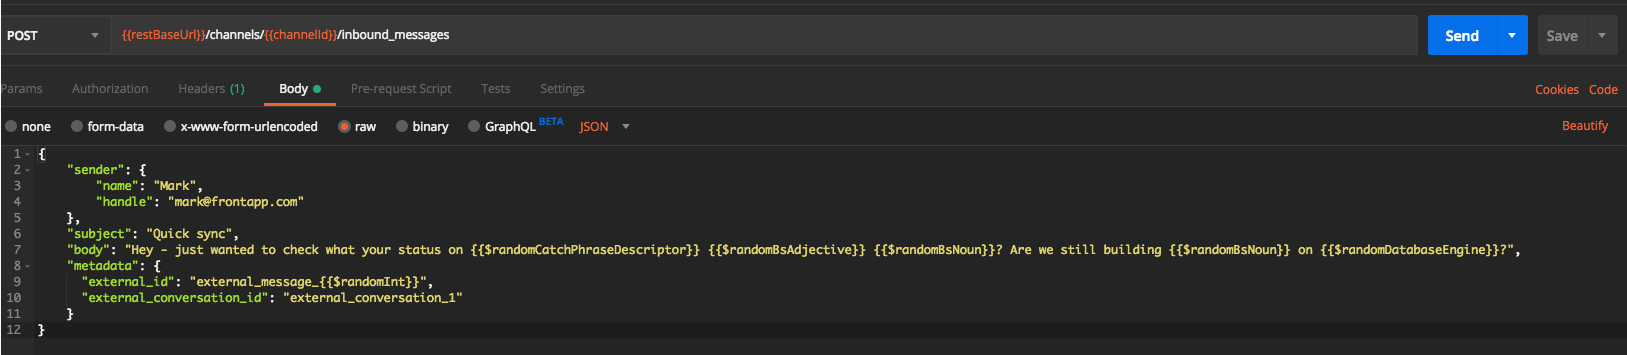 POST {{restBaseUrl}}/channels/{{channelId}}/inbound_messages Send Save
Params Authorization Headers (1) Body Pre-request Script Tests Settings Cookies Code
none form-data x-www-form-urlencoded raw binary GraphQL BETA JSON Beautify
1 {
2 "sender": {
3 "name": "Mark",
4 "handle": "mark@frontapp.com"
5 },
6 "subject": "Quick sync",
7 "body": "Hey - just wanted to check what your status on {{$randomCatchPhraseDescriptor}} {{$randomBsAdjective}} {{$randomBsNoun}}? Are we still building {{$randomBsNoun}} on {{$randomDatabaseEngine}}?",
8 "metadata": {
9 "external_id": "external_message_{{$randomInt}}",
10 "external_conversation_id": "external_conversation_1"
11 }
12 }